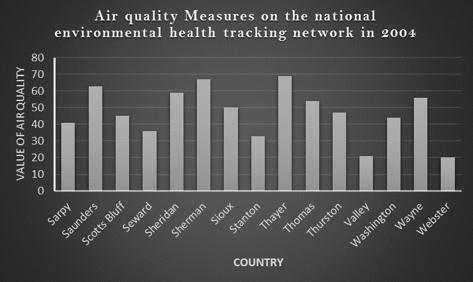 Air quality Measures on the national
environmental health tracking network in 2004
VALUE OF AIR QUALITY
80
70
60
50
40
30
20
10
0
Sarpy
Saunders
Scotts Bluff
Seward
Sheridan
Sherman
Sioux
Stanton
Thayer
Thomas
Thurston
Valley
Washington
Wayne
Webster
COUNTRY